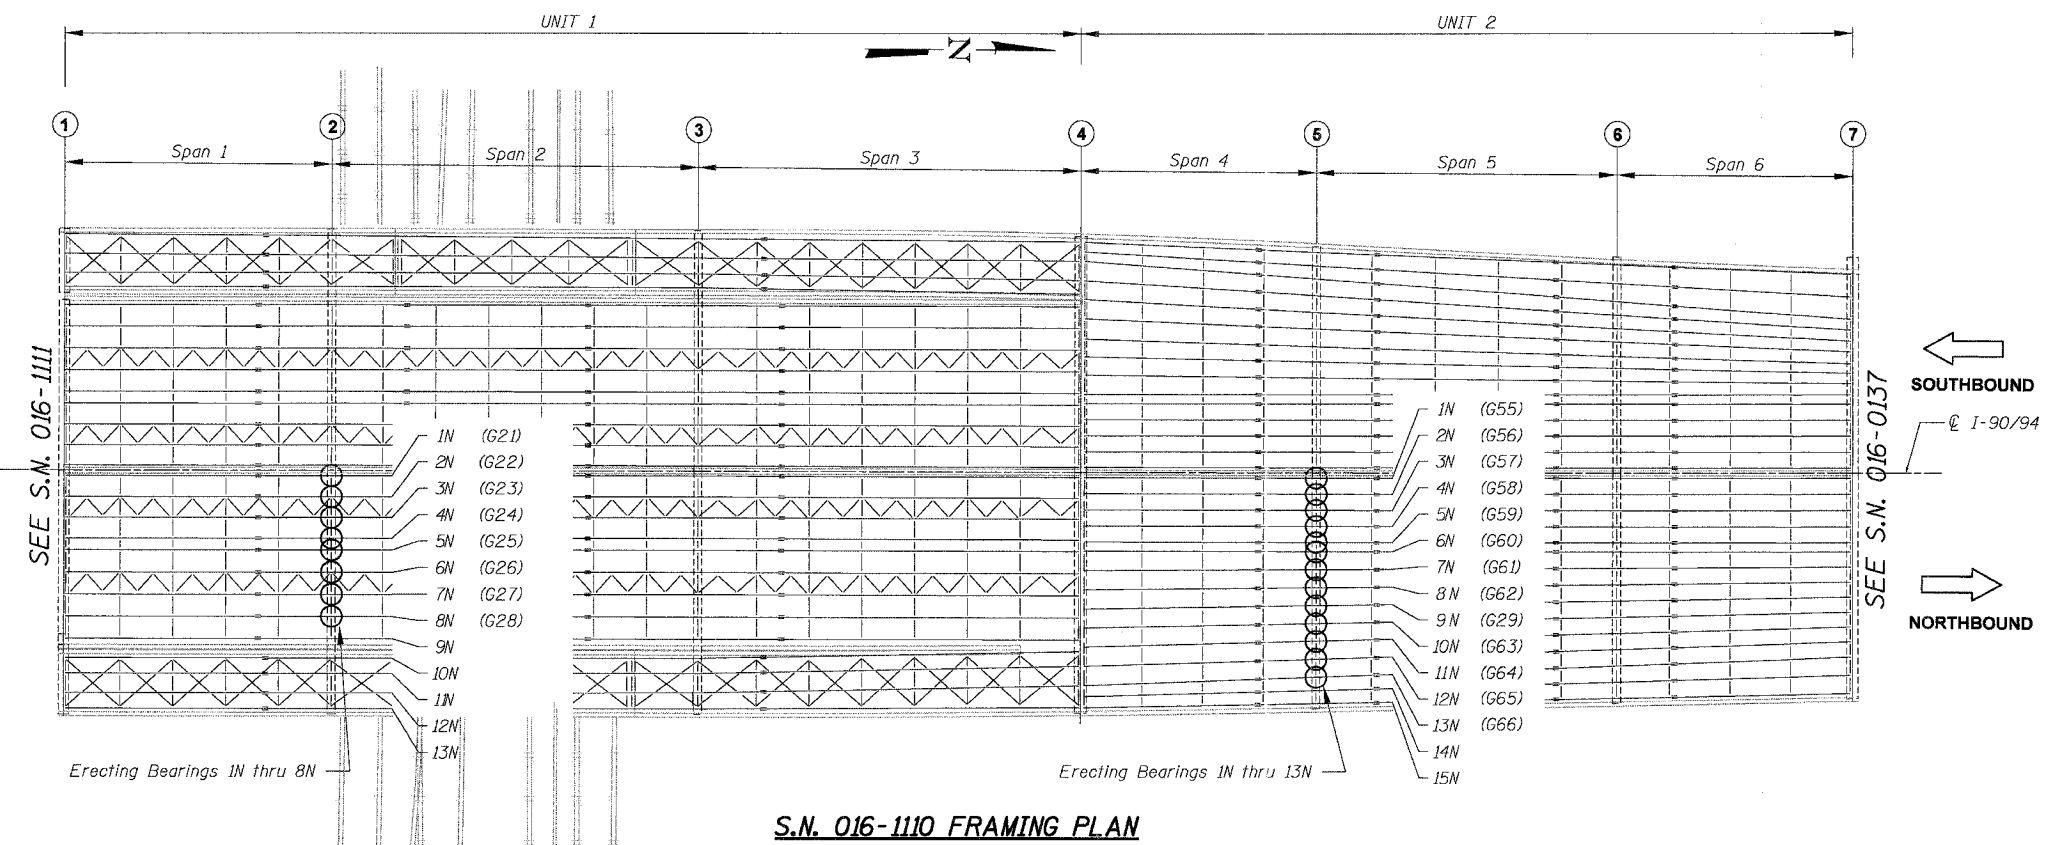 UNIT 1
UNIT 2
N
1
2
3
4
5
6
7
Span 1
Span 2
Span 3
Span 4
Span 5
Span 6
SEE S.N. 016-1111
SEE S.N. 016-0137
SOUTHBOUND
℄ I-90/94
NORTHBOUND
1N (G21)
2N (G22)
3N (G23)
4N (G24)
5N (G25)
6N (G26)
7N (G27)
8N (G28)
9N
10N
11N
12N
13N
Erecting Bearings 1N thru 8N
1N (G55)
2N (G56)
3N (G57)
4N (G58)
5N (G59)
6N (G60)
7N (G61)
8N (G62)
9N (G29)
10N (G63)
11N (G64)
12N (G65)
13N (G66)
14N
15N
Erecting Bearings 1N thru 13N
S.N. 016-1110 FRAMING PLAN